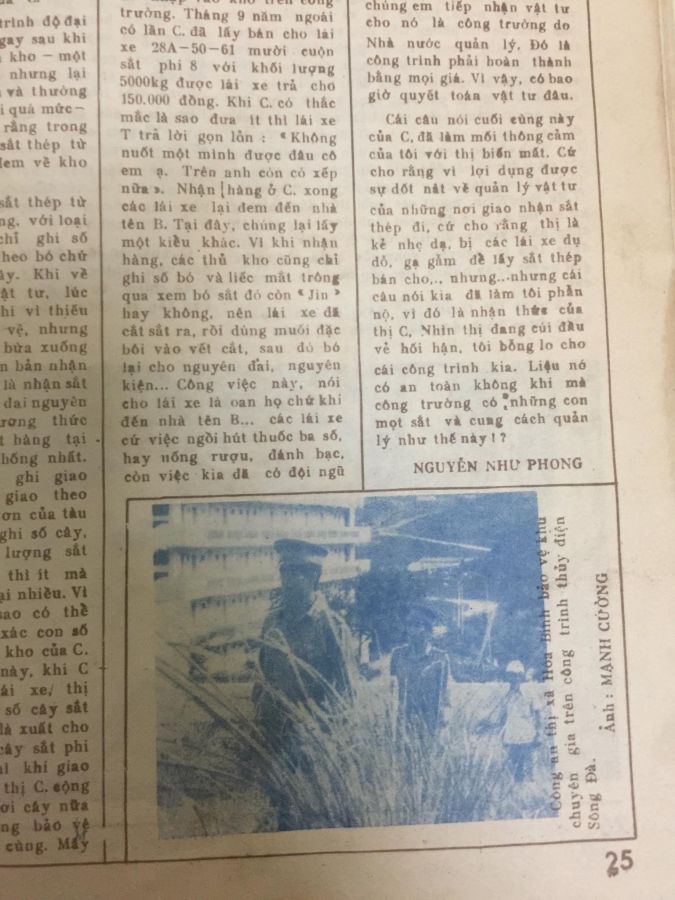 trình độ đại
gay sau khi
kho — một
nhưng lại
và thường
i quá mức—
rằng trong
sắt thép từ
đem về kho
sắt thép từ
ng, với loại
chỉ ghi số
heo bó chứ
ày. Khi về
ật tư, lúc
hi vì thiếu
vệ, nhưng
bừa xuống
n bản nhận
là nhận sắt
đai nguyên
ương thức
t hàng tại
hống nhất.
ghi giao
giao theo
ơn của tàu
ghi số cây,
lượng sắt
thì ít mà
ại nhiều. Vì
sao có thể
xác con số
kho của C.
này, khi C
ái xe, thị
số cây sắt
là xuất cho
cây sắt phi
hi khi giao
thị C. cộng
ơi cây nữa
ng bảo vệ
cùng. Mấy
trường. Tháng 9 năm ngoái
có lần C. đã lấy bán cho lái
xe 28A—50—61 mười cuộn
sắt phi 8 với khối lượng
5000kg được lái xe trả cho
150.000 đồng. Khi C. có thắc
mắc là sao đưa ít thì lái xe
T trả lời gọn lỏn : «Không
nuốt một mình được đâu cô
em ạ. Trên anh còn có xếp
nữa». Nhận hàng ở C. xong
các lái xe lại đem đến nhà
tên B. Tại đây, chúng lại lấy
một kiểu khác. Vì khi nhận
hàng, các thủ kho cũng chỉ
ghi số bó và liếc mắt trông
qua xem bó sắt đó còn "Jin"
hay không, nên lái xe đã
cắt sắt ra, rồi dùng muối đặc
bôi vào vết cắt, sau đó bó
lại cho nguyên đai, nguyên
kiện... Công việc này, nói
cho lái xe là oan họ chứ khi
đến nhà tên B... các lái xe
cứ việc ngồi hút thuốc ba số,
hay uống rượu, đánh bạc,
còn việc kia đã có đội ngũ
chúng em tiếp nhận vật tư
cho nó là công trường do
Nhà nước quản lý. Đó là
công trình phải hoàn thành
bằng mọi giá. Vì vậy, có bao
giờ quyết toán vật tư đâu.
Cái câu nói cuối cùng này
của C, đã làm mối thông cảm
của tôi với thị biến mất. Cứ
cho rằng vì lợi dụng được
sự dốt nát về quản lý vật tư
của những nơi giao nhận sắt
thép đi, cứ cho rằng thị là
kẻ nhẹ dạ, bị các lái xe dụ
dỗ, gạ gẫm để lấy sắt thép
bán cho,., nhưng...nhưng cái
câu nói kia đã làm tôi phẫn
nộ, vì đó là nhận thức của
thị C, Nhìn thị đang cúi đầu
vẻ hối hận, tôi bỗng lo cho
cái công trình kia. Liệu nó
có an toàn không khi mà
công trường có những con
mọt sắt và cung cách quản
lý như thế này!?
NGUYỄN NHƯ PHONG
Công an thị xã Hòa Bình bảo vệ khu
chuyên gia trên công trình thủy điện
Sông Đà.
Ảnh : MẠNH CƯỜNG
25